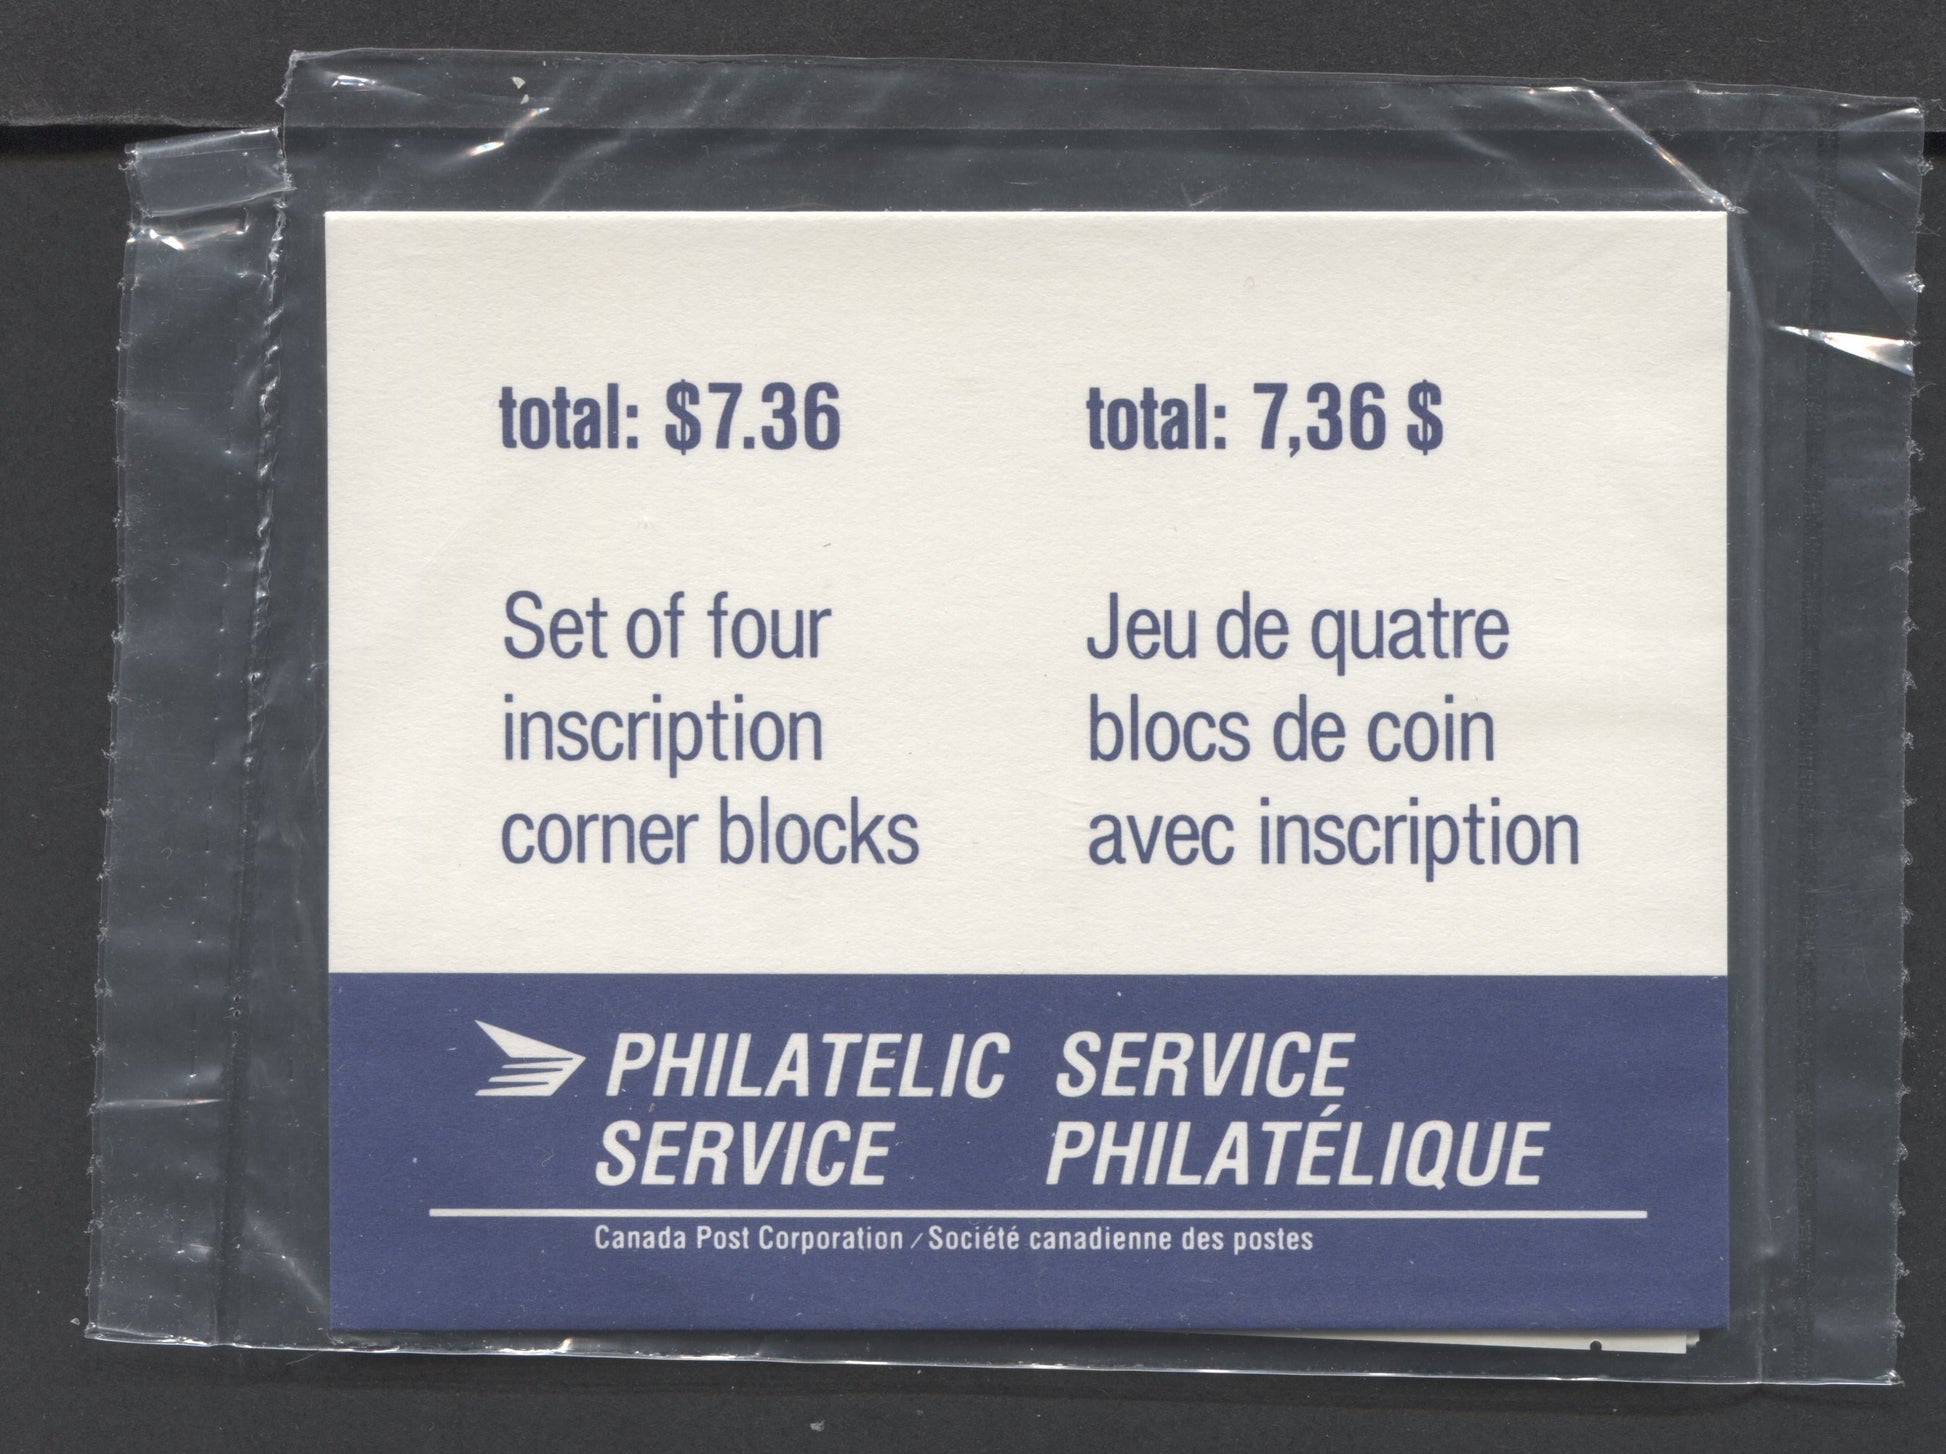 total: $7.36
Set of four
inscription
corner blocks
total: 7,36 $
Jeu de quatre
blocs de coin
avec inscription
PHILATELIC
SERVICE
SERVICE
PHILATÉLIQUE
Canada Post Corporation / Société canadienne des postes